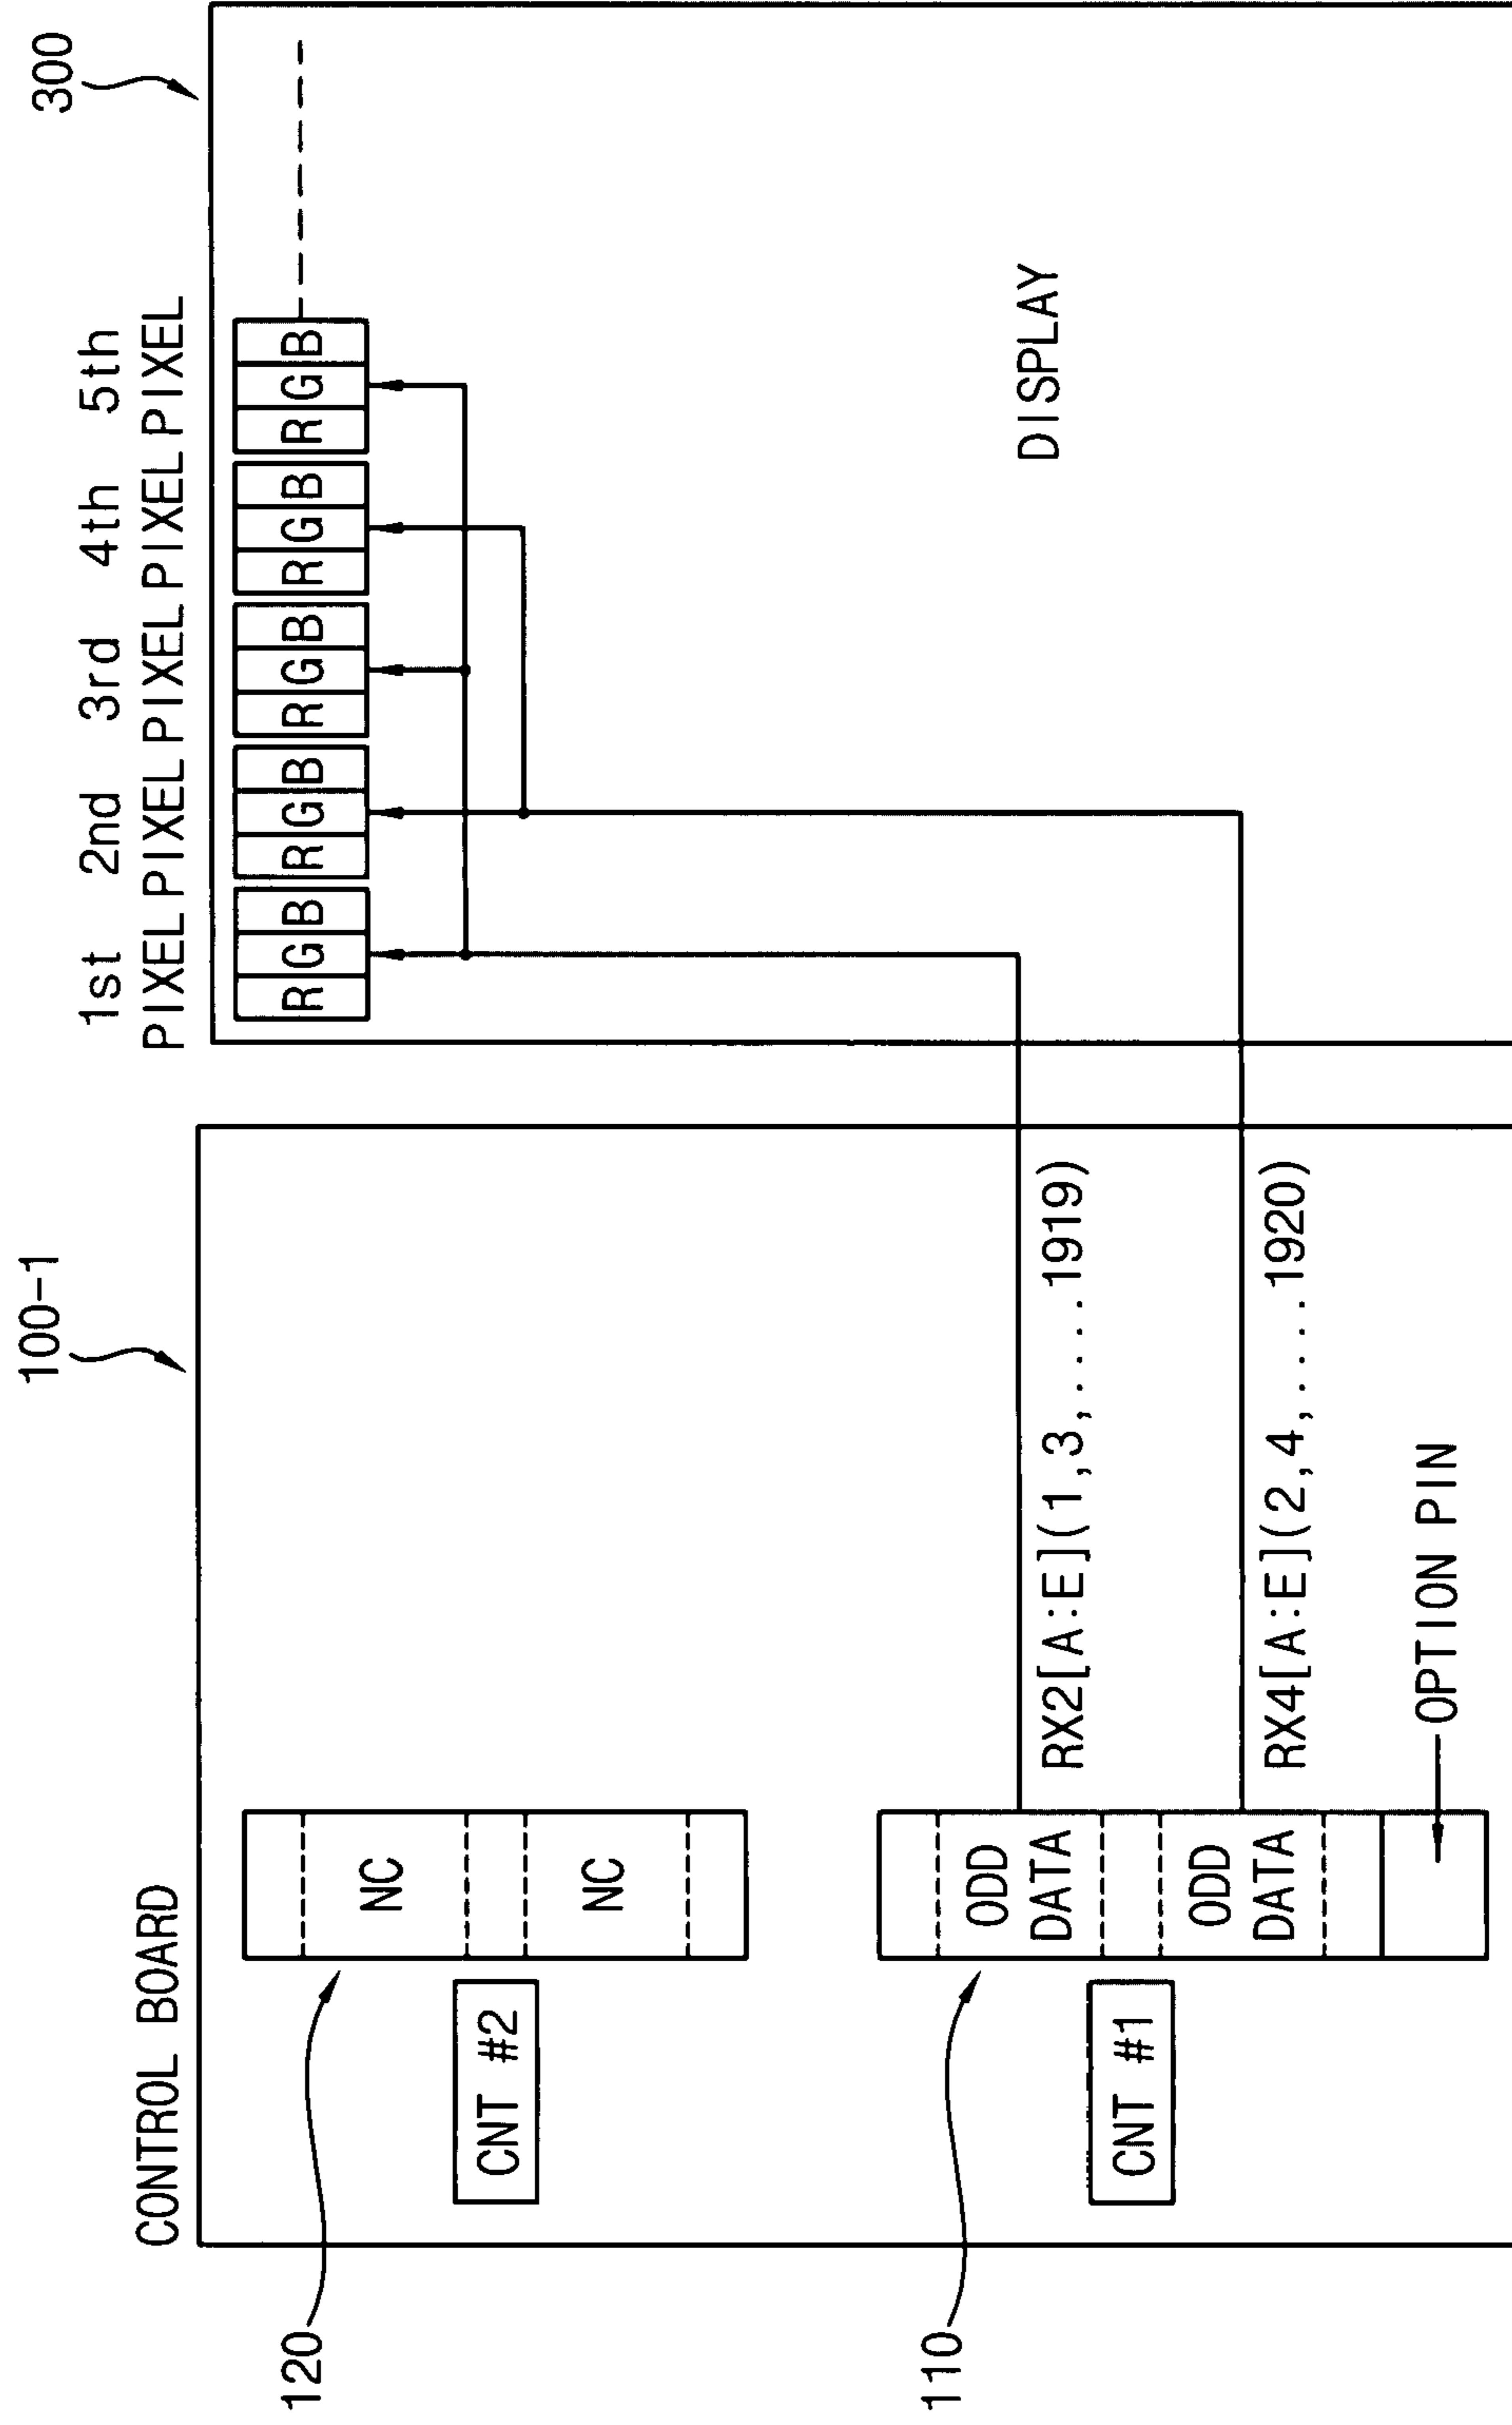 100-1
300
CONTROL BOARD
1st 2nd 3rd 4th 5th
PIXEL PIXEL PIXEL PIXEL PIXEL
R G B R G B R G B R G B R G B
120
NC
NC
CNT #2
DISPLAY
110
ODD
DATA
RX2[A:E](1,3,....1919)
ODD
DATA
RX4[A:E](2,4,....1920)
CNT #1
OPTION PIN